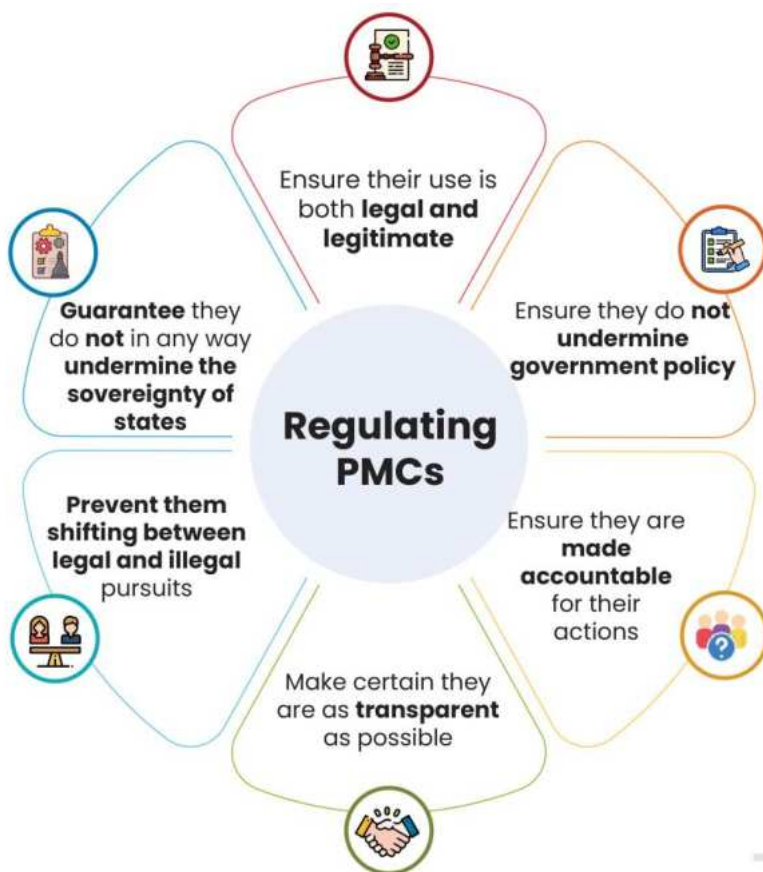 Ensure their use is
both legal and
legitimate
Ensure they do not
undermine
government policy
Ensure they are
made
accountable
for their
actions
Make certain they
are as transparent
as possible
Prevent them
shifting between
legal and illegal
pursuits
Guarantee they
do not in any way
undermine the
sovereignty of
states
Regulating
PMCs